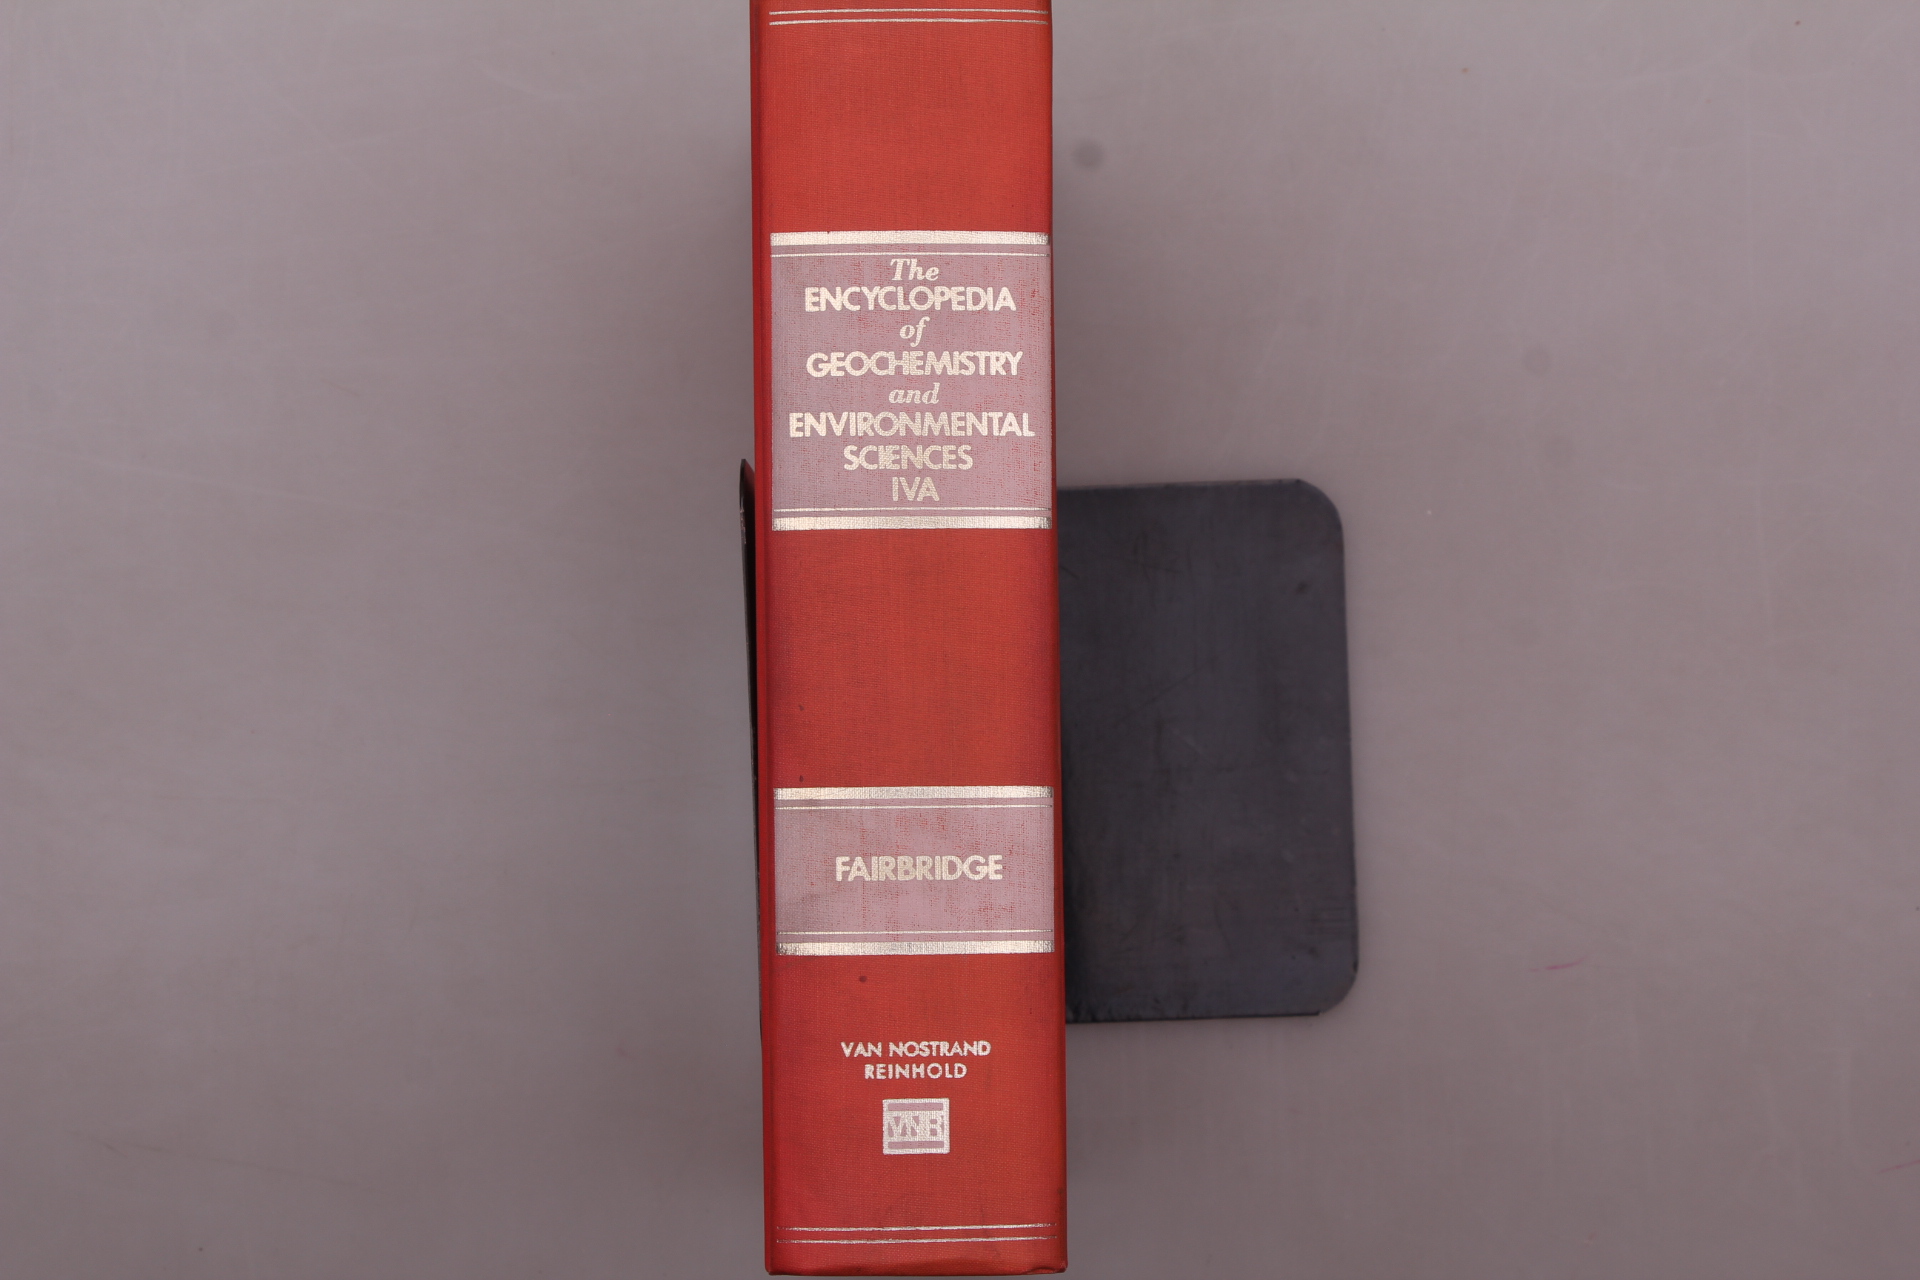 The
ENCYCLOPEDIA
of
GEOCHEMISTRY
and
ENVIRONMENTAL
SCIENCES
IVA
FAIRBRIDGE
VAN NOSTRAND
REINHOLD
VNR